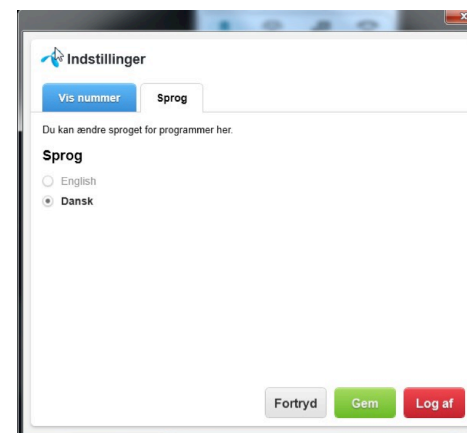 Indstillinger
Vis nummer Sprog
Du kan ændre sproget for programmer her.
Sprog
English
Dansk
Fortryd Gem Log af